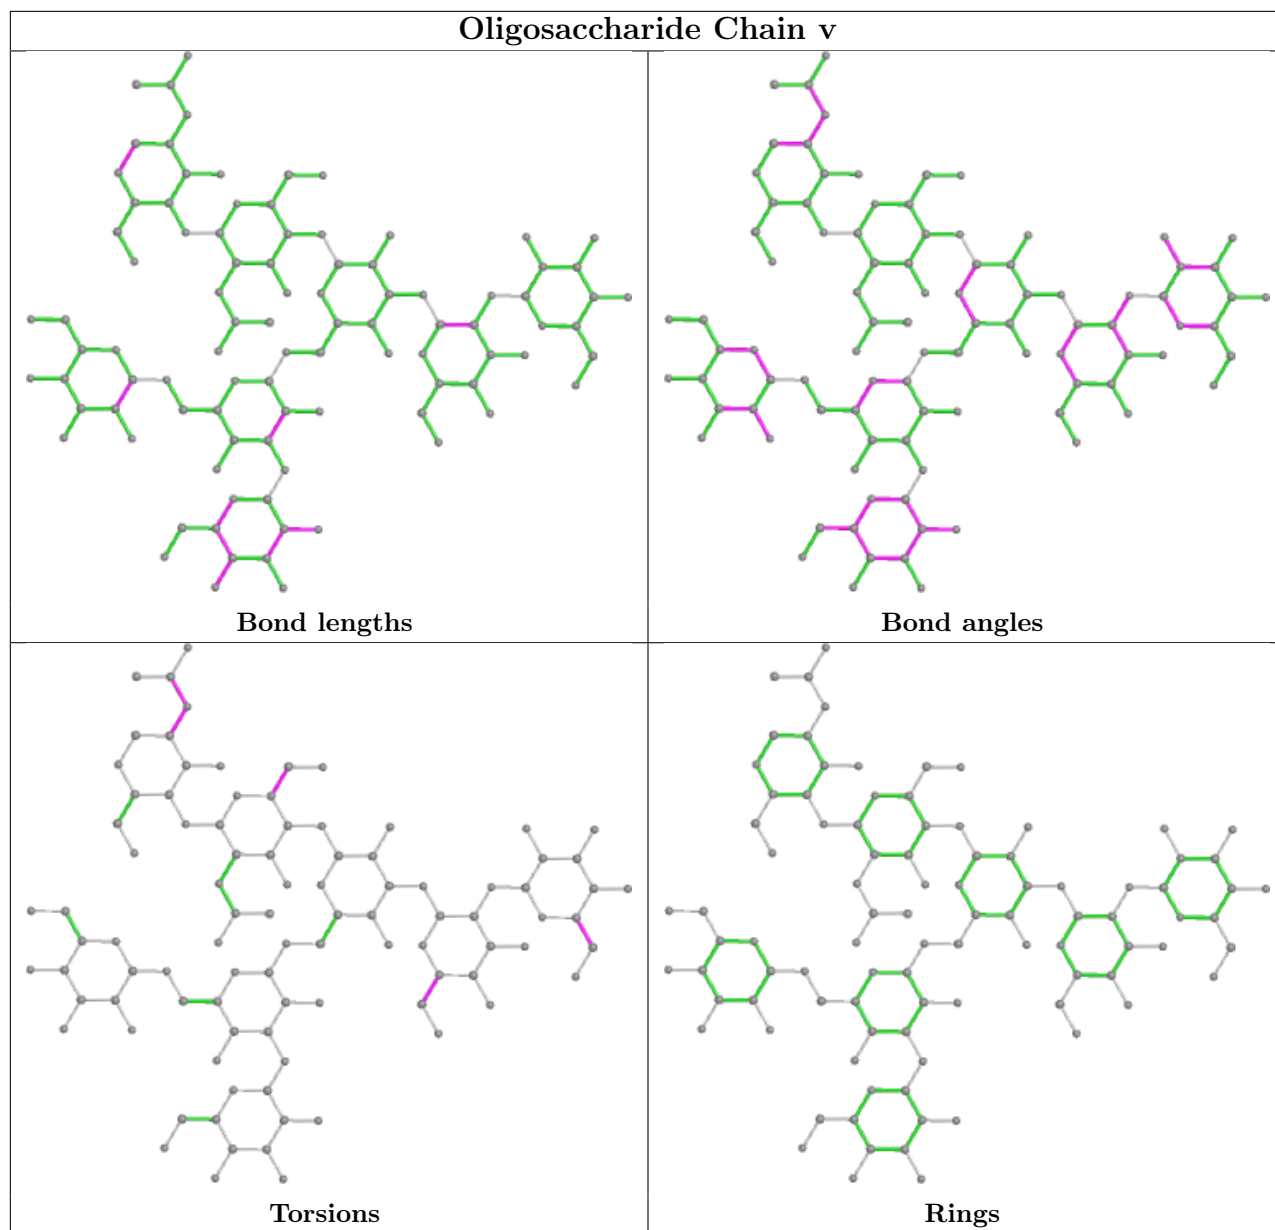 Oligosaccharide Chain v
Bond lengths
Bond angles
Torsions
Rings